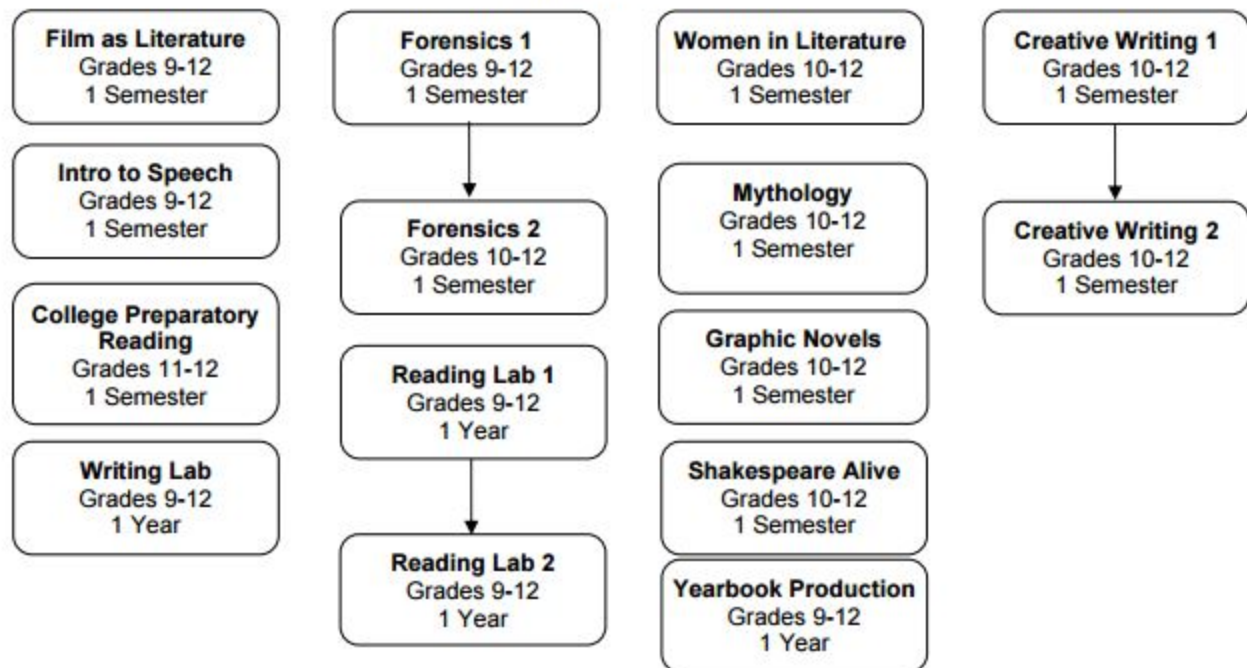 Film as Literature
Grades 9-12
1 Semester
Intro to Speech
Grades 9-12
1 Semester
College Preparatory
Reading
Grades 11-12
1 Semester
Writing Lab
Grades 9-12
1 Year
Forensics 1
Grades 9-12
1 Semester
Forensics 2
Grades 10-12
1 Semester
Reading Lab 1
Grades 9-12
1 Year
Reading Lab 2
Grades 9-12
1 Year
Women in Literature
Grades 10-12
1 Semester
Mythology
Grades 10-12
1 Semester
Graphic Novels
Grades 10-12
1 Semester
Shakespeare Alive
Grades 10-12
1 Semester
Yearbook Production
Grades 9-12
1 Year
Creative Writing 1
Grades 10-12
1 Semester
Creative Writing 2
Grades 10-12
1 Semester